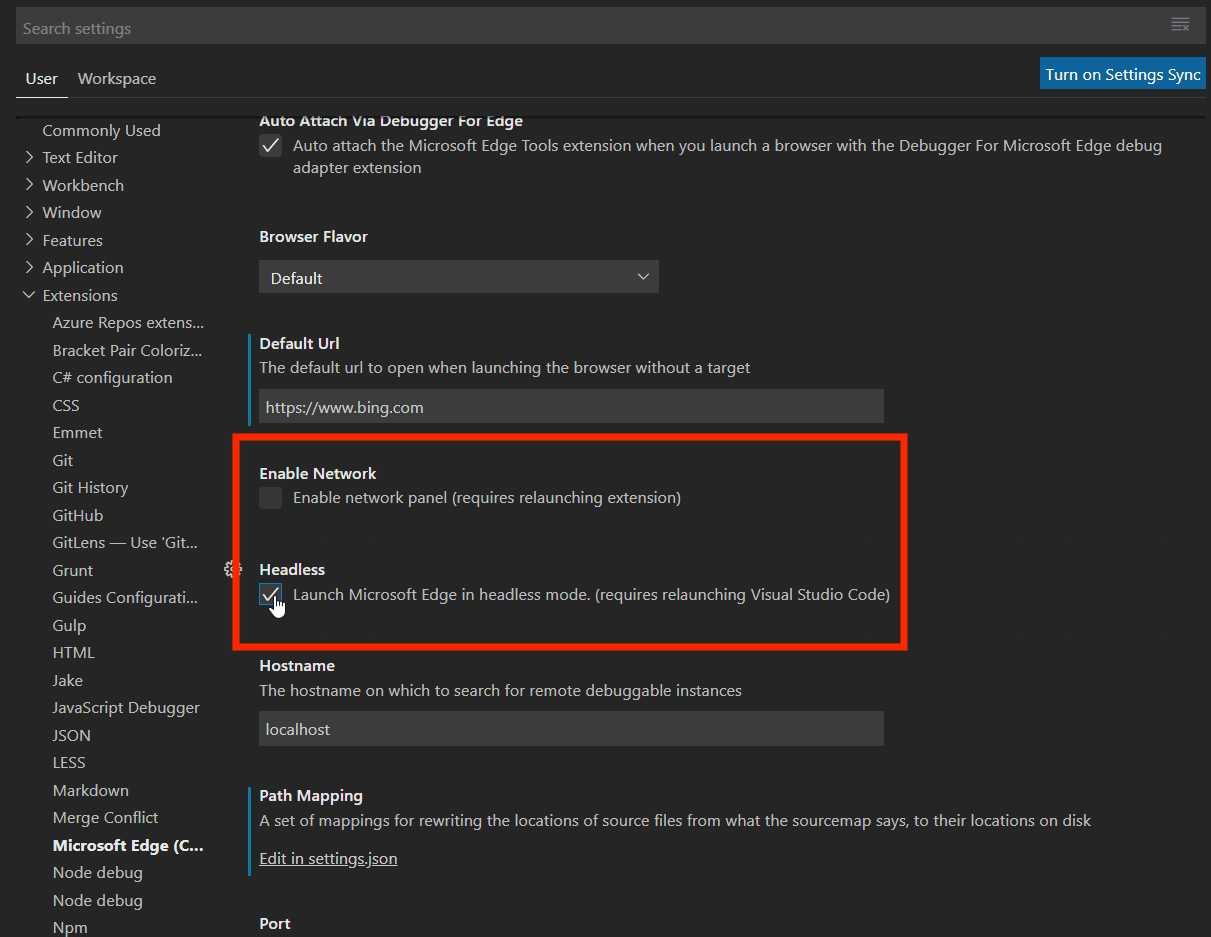 Search settings
User
Workspace
Turn on Settings Sync
Commonly Used
Text Editor
Workbench
Window
Features
Application
Extensions
Azure Repos extens...
Bracket Pair Coloriz...
C# configuration
CSS
Emmet
Git
Git History
GitHub
GitLens — Use 'Git...
Grunt
Guides Configurati...
Gulp
HTML
Jake
JavaScript Debugger
JSON
LESS
Markdown
Merge Conflict
Microsoft Edge (C...
Node debug
Node debug
Npm
Auto Attach Via Debugger For Edge
Auto attach the Microsoft Edge Tools extension when you launch a browser with the Debugger For Microsoft Edge debug
adapter extension
Browser Flavor
Default
Default Url
The default url to open when launching the browser without a target
https://www.bing.com
Enable Network
Enable network panel (requires relaunching extension)
Headless
Launch Microsoft Edge in headless mode. (requires relaunching Visual Studio Code)
Hostname
The hostname on which to search for remote debuggable instances
localhost
Path Mapping
A set of mappings for rewriting the locations of source files from what the sourcemap says, to their locations on disk
Edit in settings.json
Port